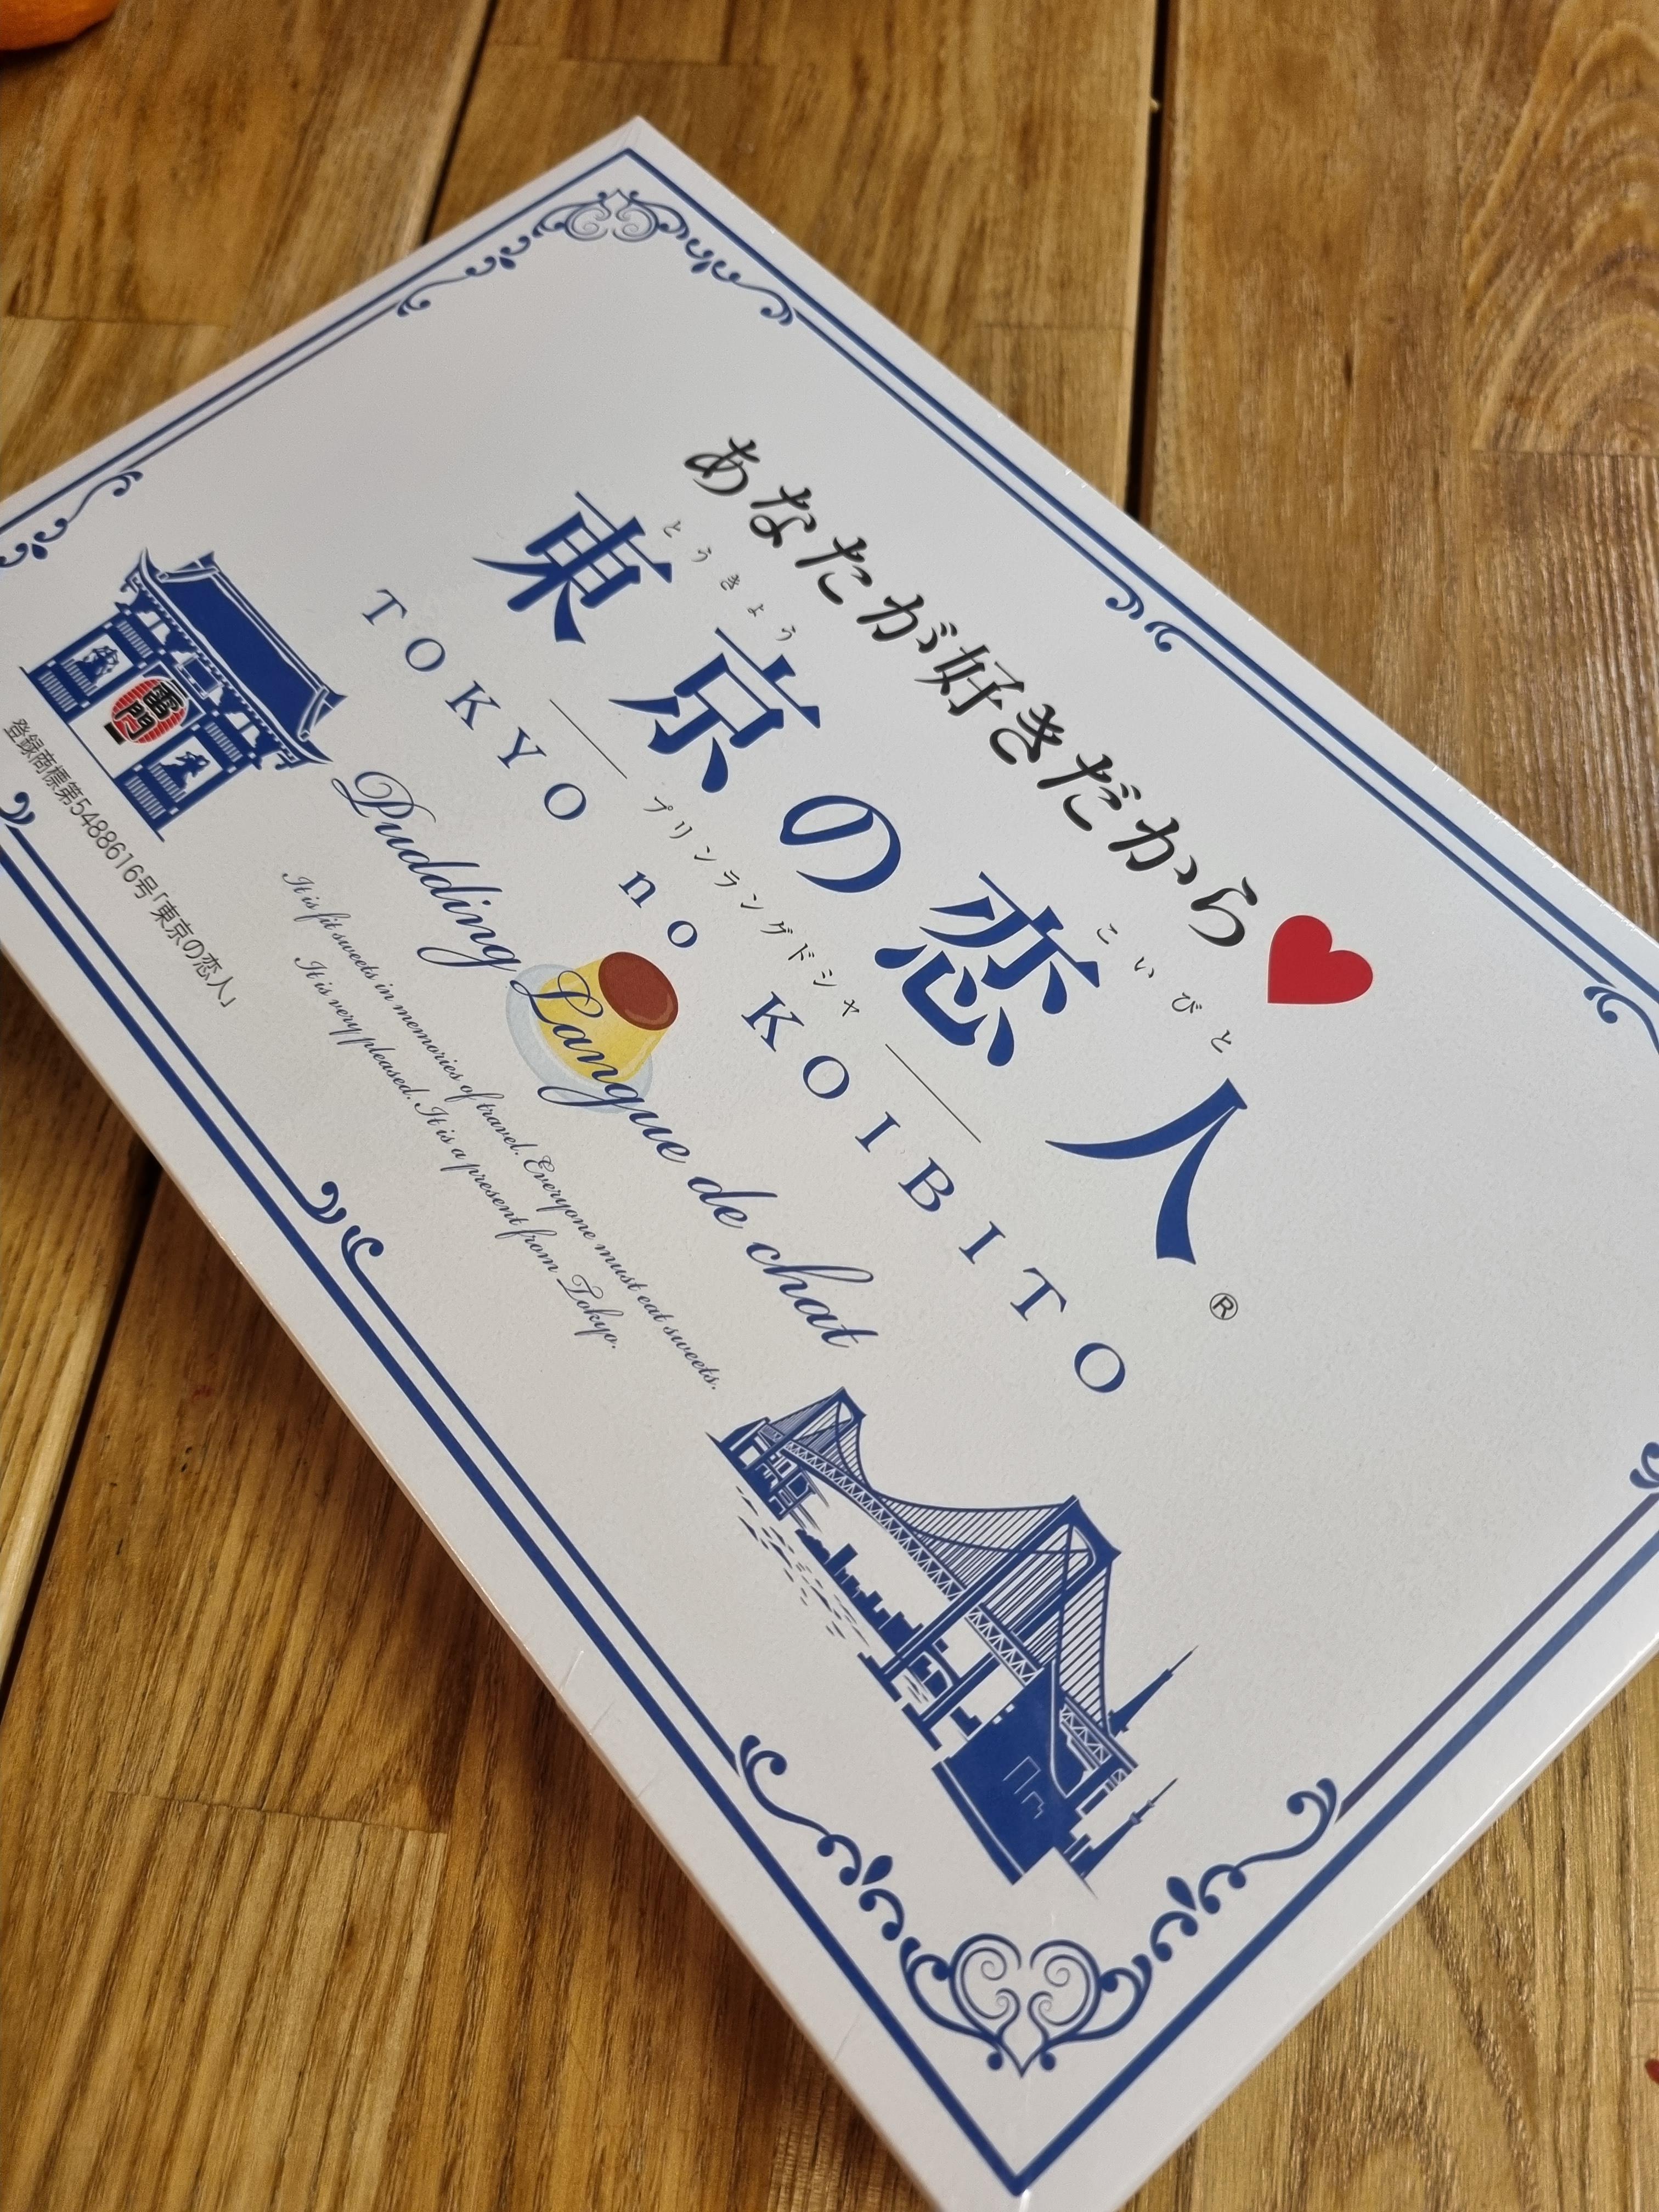 あなたが好きだから
とうきょう こいびと
東京の恋人®
プリンラングドシャ
TOKYO no KOIBITO
Pudding Langue de chat
It is fit sweets in memories of travel. Everyone must eat sweets.
It is very pleased. It is a present from Tokyo.
雷門
登録商標第5488616号「東京の恋人」